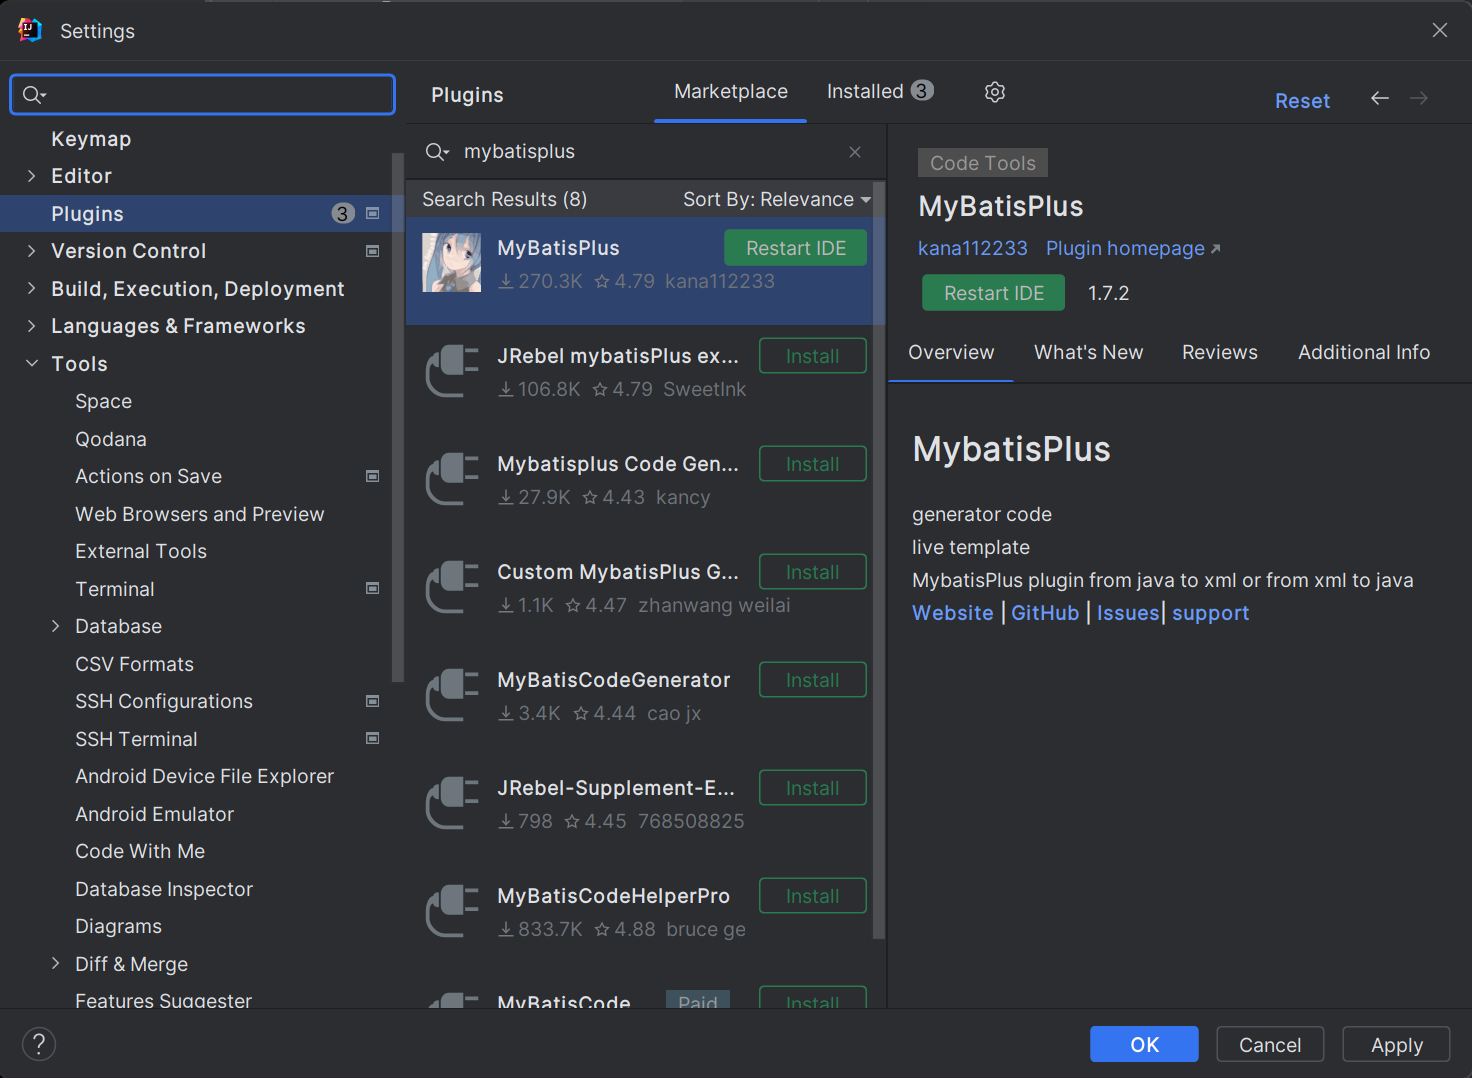 Settings
Keymap
Editor
Plugins 3
Version Control
Build, Execution, Deployment
Languages & Frameworks
Tools
Space
Qodana
Actions on Save
Web Browsers and Preview
External Tools
Terminal
Database
CSV Formats
SSH Configurations
SSH Terminal
Android Device File Explorer
Android Emulator
Code With Me
Database Inspector
Diagrams
Diff & Merge
Features Suggester
Plugins
Marketplace
Installed 3
Reset
mybatisplus
Search Results (8)
Sort By: Relevance
MyBatisPlus
Restart IDE
270.3K 4.79 kana112233
JRebel mybatisPlus ex...
Install
106.8K 4.79 SweetInk
Mybatisplus Code Gen...
Install
27.9K 4.43 kancy
Custom MybatisPlus G...
Install
1.1K 4.47 zhanwang weilai
MyBatisCodeGenerator
Install
3.4K 4.44 cao jx
JRebel-Supplement-E...
Install
798 4.45 768508825
MyBatisCodeHelperPro
Install
833.7K 4.88 bruce ge
MyBatisCode
Paid
Install
Code Tools
MyBatisPlus
kana112233 Plugin homepage
Restart IDE 1.7.2
Overview What's New Reviews Additional Info
MybatisPlus
generator code
live template
MybatisPlus plugin from java to xml or from xml to java
Website | GitHub | Issues| support
?
OK
Cancel
Apply